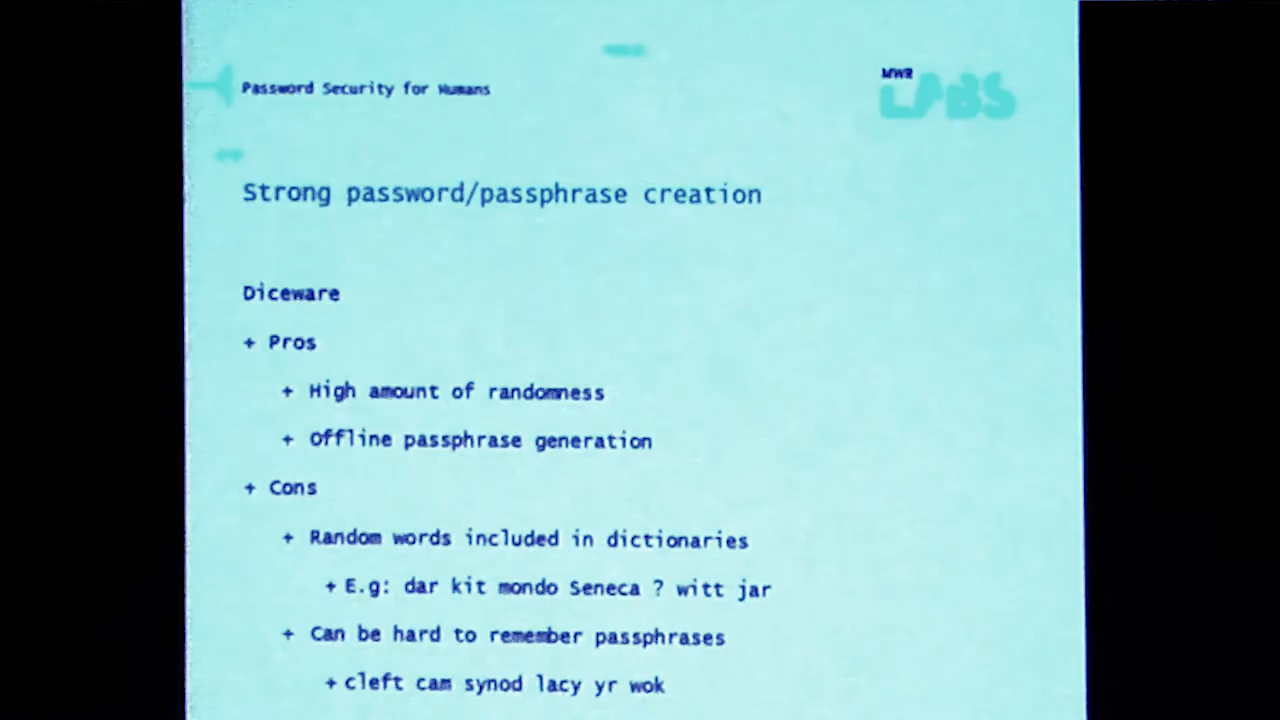 Password Security for Humans
MWR
LABS
Strong password/passphrase creation
Diceware
+ Pros
+ High amount of randomness
+ Offline passphrase generation
+ Cons
+ Random words included in dictionaries
+ E.g: dar kit mondo Seneca ? witt jar
+ Can be hard to remember passphrases
+ cleft cam synod lacy yr wok